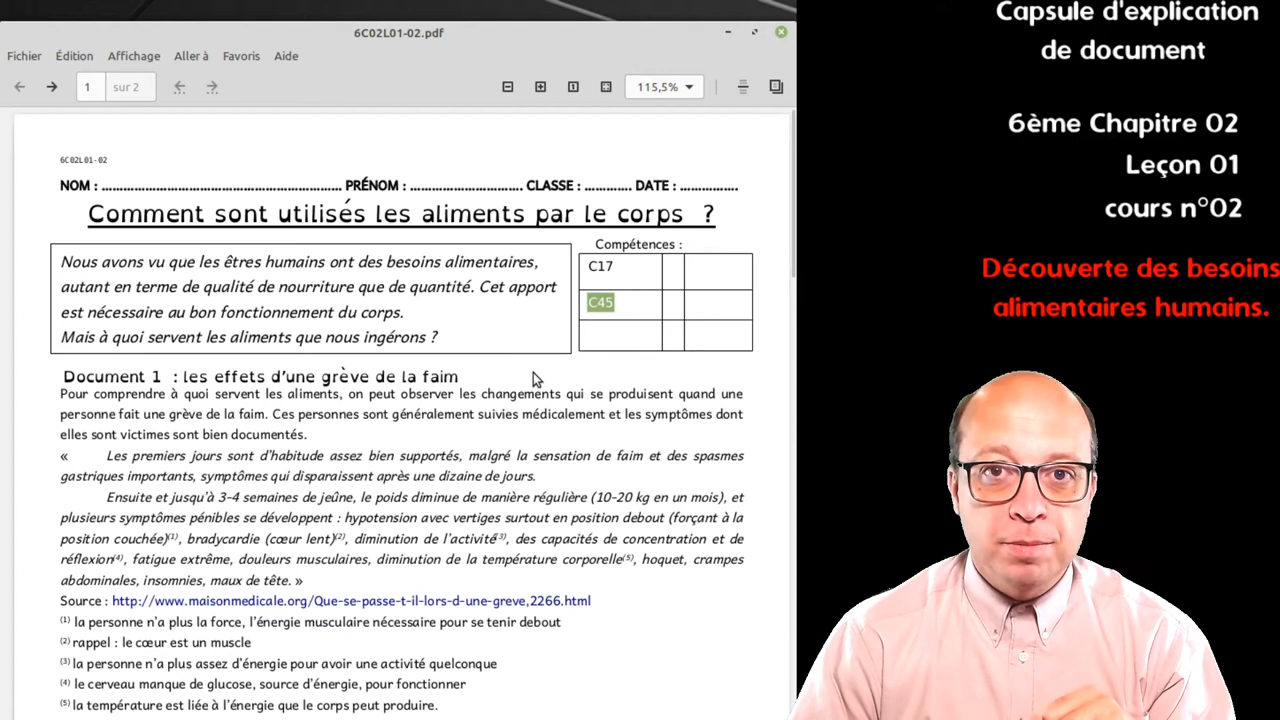 6C02L01-02.pdf
Fichier Édition Affichage Aller à Favoris Aide
1 sur 2 115,5%
6C02L01-02
NOM : ........................................................ PRÉNOM : ........................... CLASSE : ............ DATE : ...............
Comment sont utilisés les aliments par le corps ?
Compétences :
Nous avons vu que les êtres humains ont des besoins alimentaires,
autant en terme de qualité de nourriture que de quantité. Cet apport
est nécessaire au bon fonctionnement du corps.
Mais à quoi servent les aliments que nous ingérons ?
C17
C45
Document 1 : les effets d'une grève de la faim
Pour comprendre à quoi servent les aliments, on peut observer les changements qui se produisent quand une
personne fait une grève de la faim. Ces personnes sont généralement suivies médicalement et les symptômes dont
elles sont victimes sont bien documentés.
« Les premiers jours sont d'habitude assez bien supportés, malgré la sensation de faim et des spasmes
gastriques importants, symptômes qui disparaissent après une dizaine de jours.
Ensuite et jusqu'à 3-4 semaines de jeûne, le poids diminue de manière régulière (10-20 kg en un mois), et
plusieurs symptômes pénibles se développent : hypotension avec vertiges surtout en position debout (forçant à la
position couchée)(1), bradycardie (cœur lent)(2), diminution de l'activité(3), des capacités de concentration et de
réflexion(4), fatigue extrême, douleurs musculaires, diminution de la température corporelle(5), hoquet, crampes
abdominales, insomnies, maux de tête. »
Source : http://www.maisonmedicale.org/Que-se-passe-t-il-lors-d-une-greve,2266.html
(1) la personne n'a plus la force, l'énergie musculaire nécessaire pour se tenir debout
(2) rappel : le cœur est un muscle
(3) la personne n'a plus assez d'énergie pour avoir une activité quelconque
(4) le cerveau manque de glucose, source d'énergie, pour fonctionner
(5) la température est liée à l'énergie que le corps peut produire.
Capsule d'explication
de document
6ème Chapitre 02
Leçon 01
cours n°02
Découverte des besoins
alimentaires humains.